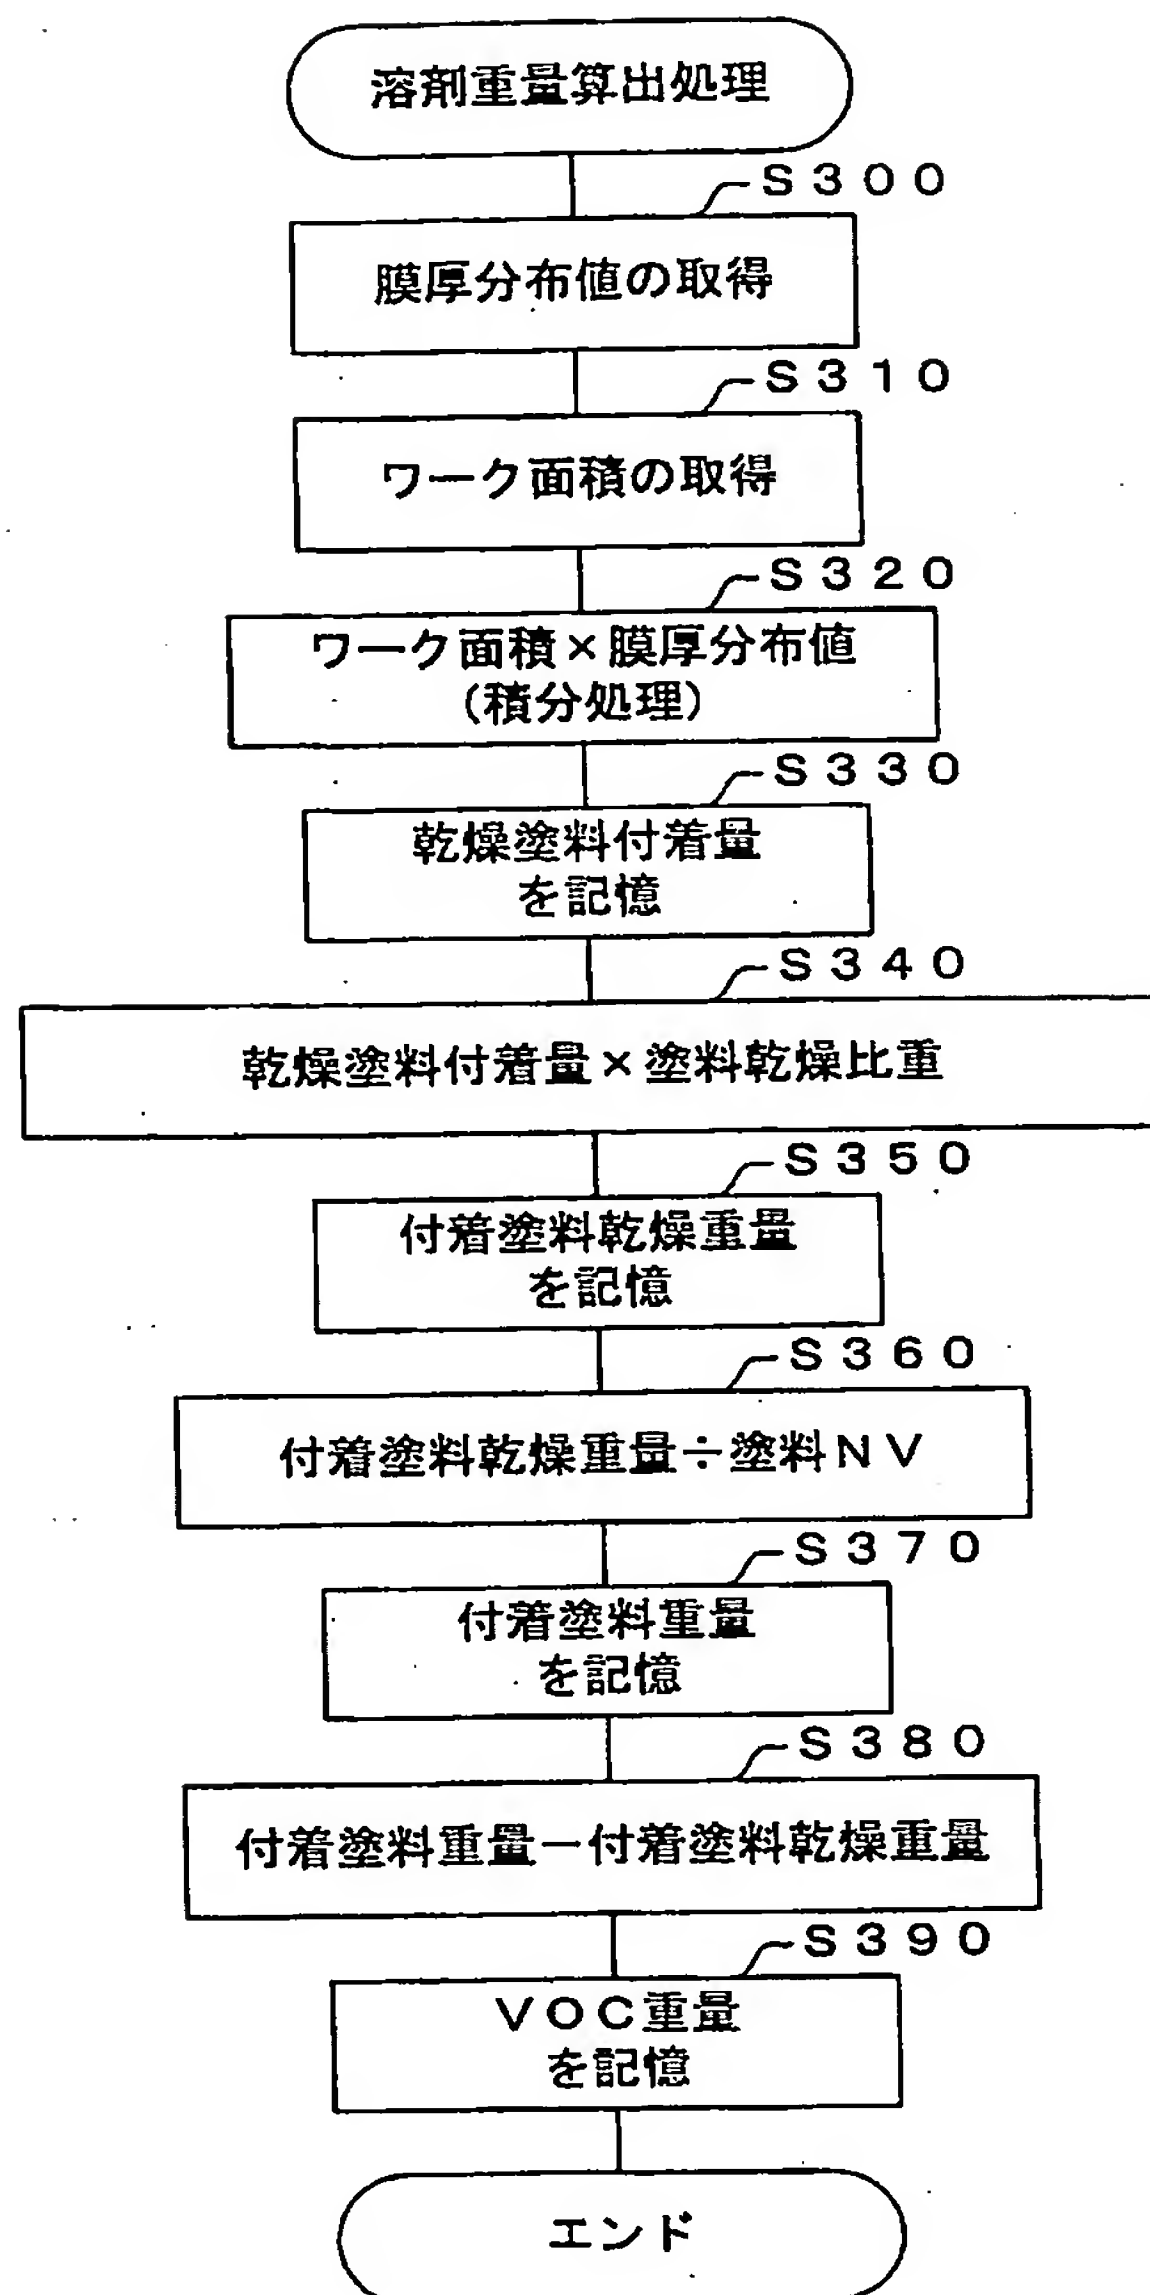 溶剤重量算出処理
S300
膜厚分布値の取得
S310
ワーク面積の取得
S320
ワーク面積×膜厚分布値
(積分処理)
S330
乾燥塗料付着量
を記憶
S340
乾燥塗料付着量×塗料乾燥比重
S350
付着塗料乾燥重量
を記憶
S360
付着塗料乾燥重量÷塗料NV
S370
付着塗料重量
を記憶
S380
付着塗料重量−付着塗料乾燥重量
S390
VOC重量
を記憶
エンド